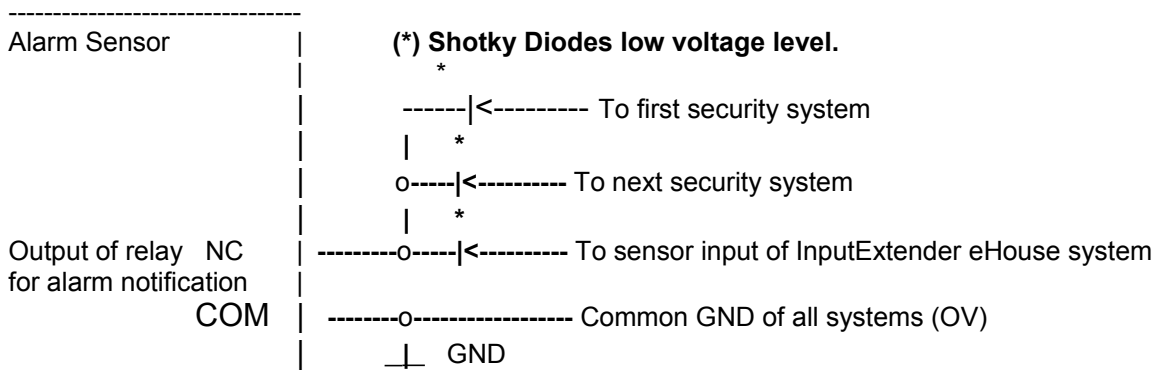 --------------------------------
Alarm Sensor | (*) Shotky Diodes low voltage level.
| *
| ------|<--------- To first security system
| | *
| o-----|<---------- To next security system
| | *
Output of relay NC | ---------o-----|<---------- To sensor input of InputExtender eHouse system
for alarm notification |
COM | --------o------------------ Common GND of all systems (OV)
| _|_ GND